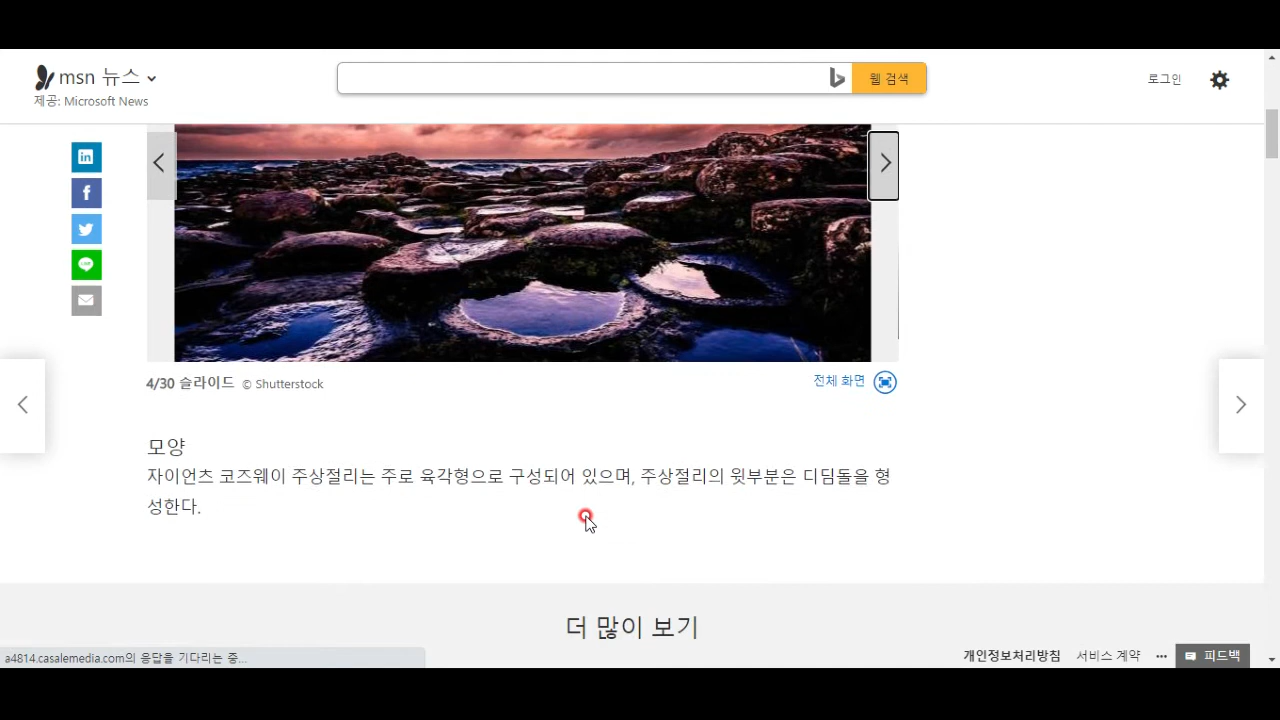 msn 뉴스
제공: Microsoft News
웹 검색
로그인
4/30 슬라이드 © Shutterstock
전체 화면
모양
자이언츠 코즈웨이 주상절리는 주로 육각형으로 구성되어 있으며, 주상절리의 윗부분은 디딤돌을 형
성한다.
더 많이 보기
a4814.casalemedia.com의 응답을 기다리는 중...
개인정보처리방침 서비스 계약 ··· 피드백